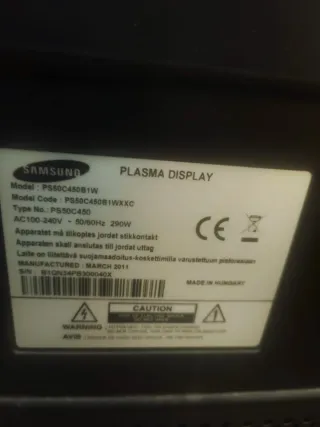 SAMSUNG
PLASMA DISPLAY
Model : PS50C450B1W
Model Code : PS50C450B1WXXC
Type No.: PS50C450
AC100-240V~ 50/60Hz 290W
Apparatet må tilkoples jordet stikkontakt
Apparaten skall anslutas till jordat uttag
Laite on liitettävä suojamaadoitus-koskettimilla varustettuun pistorasiaan
MANUFACTURED : MARCH 2011
S/N :
MADE IN HUNGARY
CAUTION
WARNING
AVIS